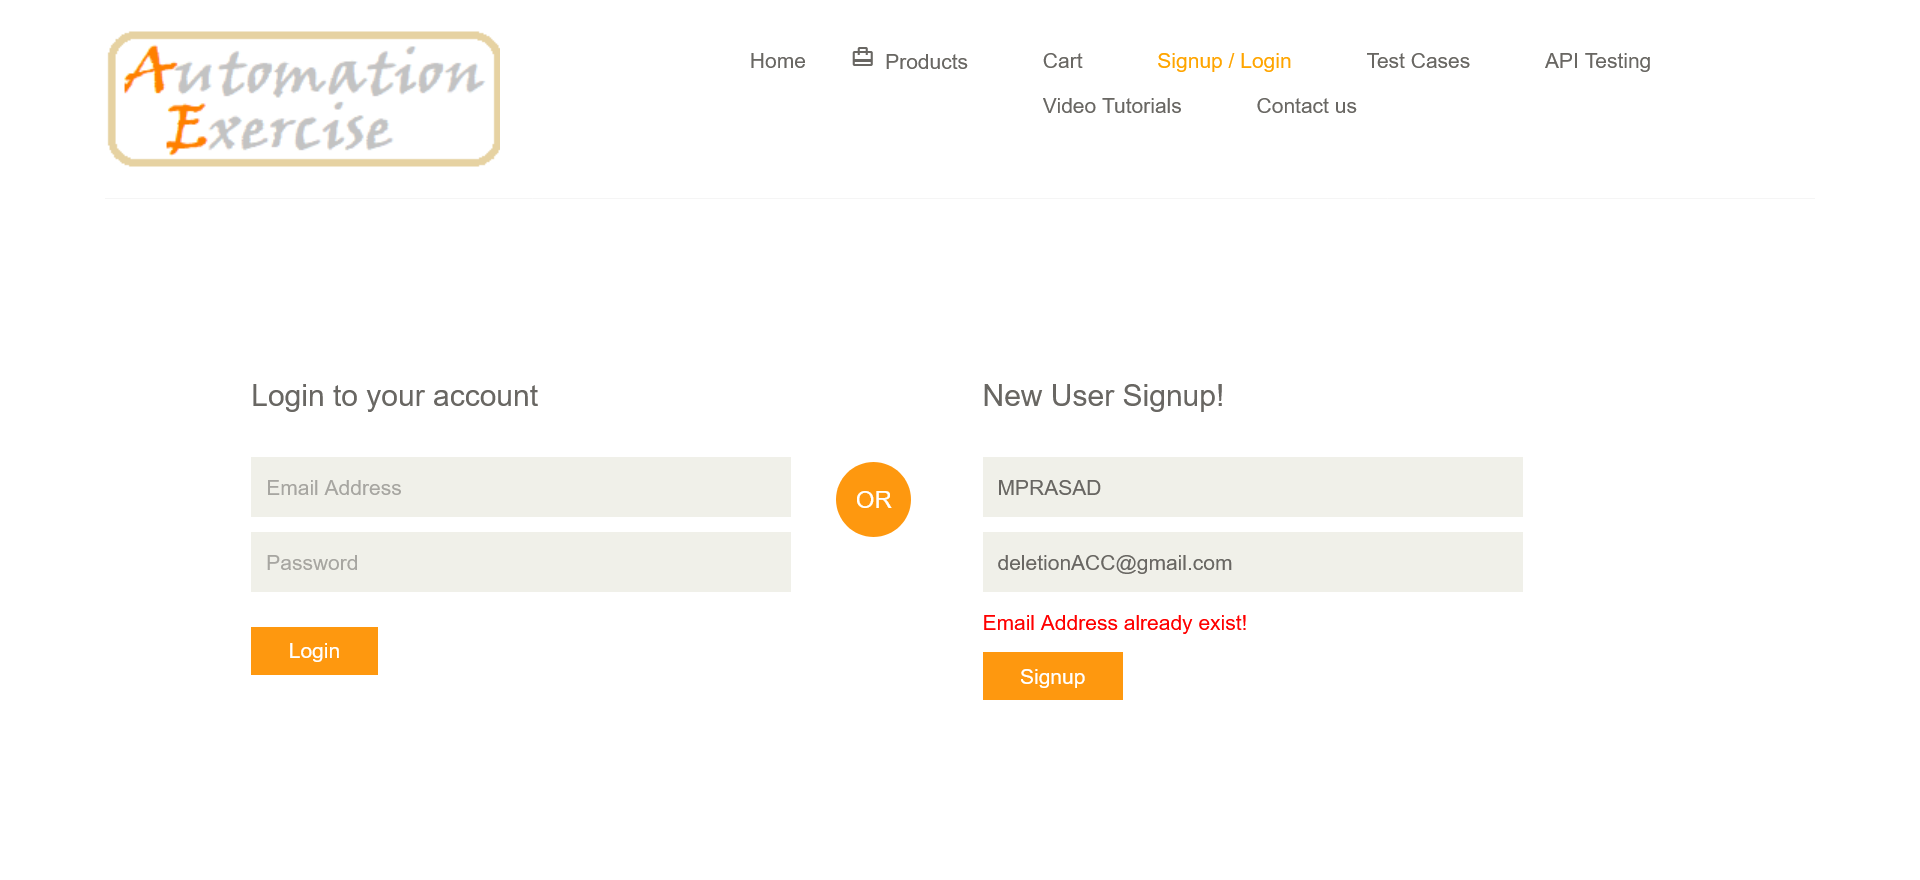 Automation
Exercise
Home Products Cart Signup / Login Test Cases API Testing
Video Tutorials Contact us
Login to your account
Email Address
Password
Login
OR
New User Signup!
MPRASAD
deletionACC@gmail.com
Email Address already exist!
Signup